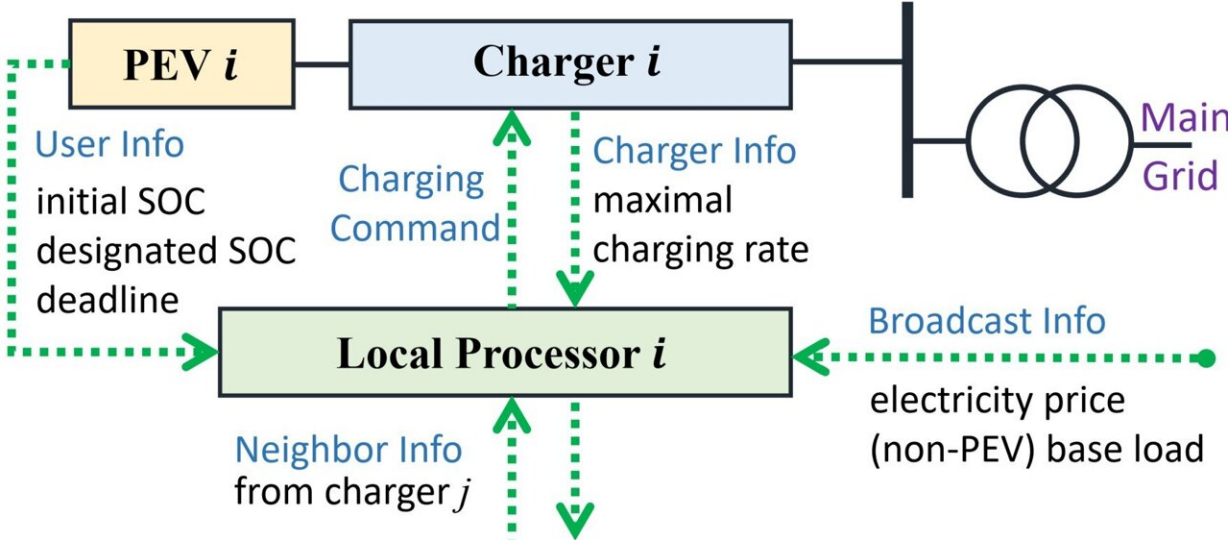 PEV i
Charger i
Main
Grid
User Info
initial SOC
designated SOC
deadline
Charging
Command
Charger Info
maximal
charging rate
Local Processor i
Broadcast Info
electricity price
(non-PEV) base load
Neighbor Info
from charger j